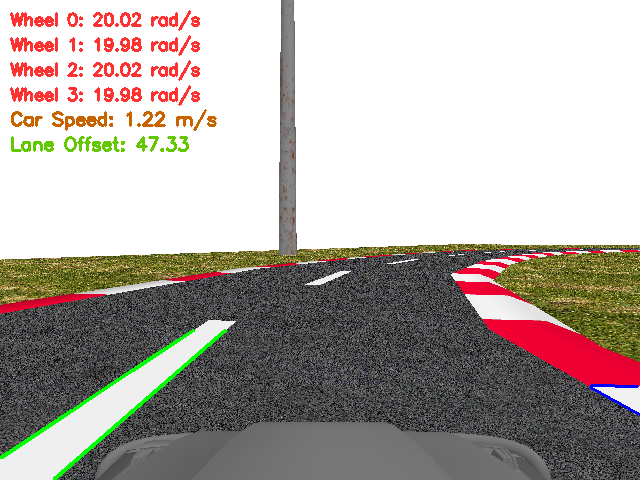 Wheel 0: 20.02 rad/s
Wheel 1: 19.98 rad/s
Wheel 2: 20.02 rad/s
Wheel 3: 19.98 rad/s
Car Speed: 1.22 m/s
Lane Offset: 47.33